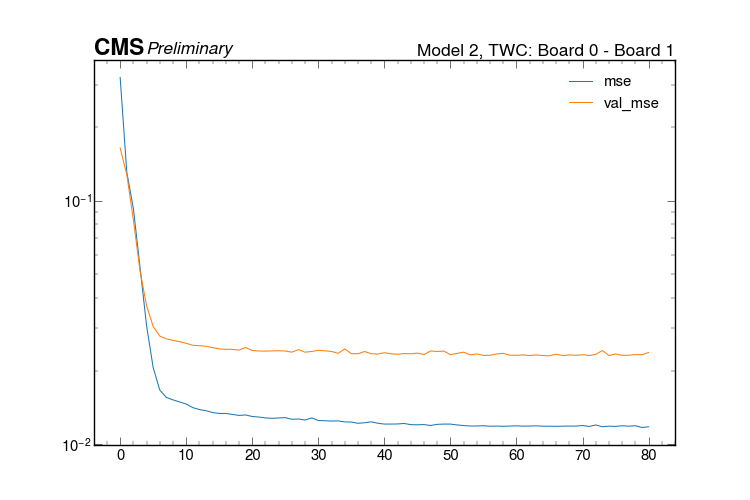 CMS Preliminary
Model 2, TWC: Board 0 - Board 1
mse
val_mse
10⁻¹
10⁻²
0 10 20 30 40 50 60 70 80